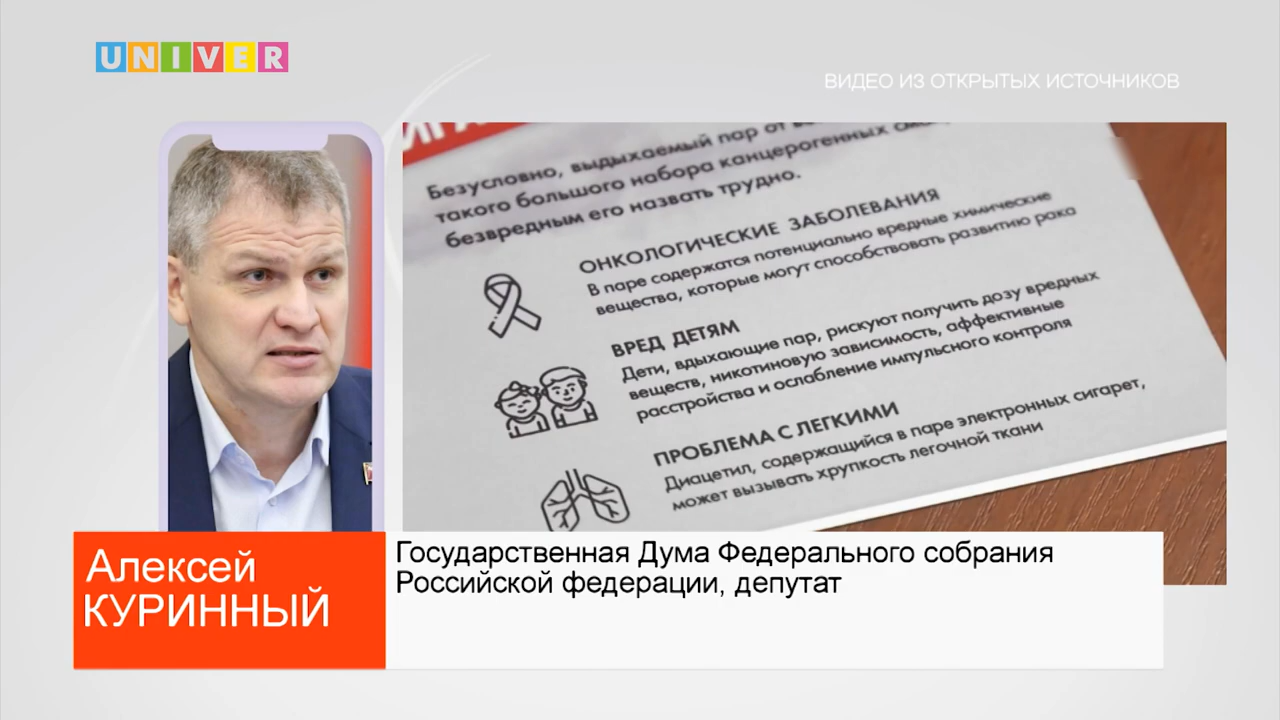 UNIVER
ВИДЕО ИЗ ОТКРЫТЫХ ИСТОЧНИКОВ
Безусловно, выдыхаемый пар от
такого большого набора канцерогенных
безвредным его назвать трудно.
ОНКОЛОГИЧЕСКИЕ ЗАБОЛЕВАНИЯ
В паре содержатся потенциально вредные химические
вещества, которые могут способствовать развитию рака
ВРЕД ДЕТЯМ
Дети, вдыхающие пар, рискуют получить дозу вредных
веществ, никотиновую зависимость, аффективные
расстройства и ослабление импульсного контроля
ПРОБЛЕМА С ЛЕГКИМИ
Диацетил, содержащийся в паре электронных сигарет,
может вызывать хрупкость легочной ткани
Алексей
КУРИННЫЙ
Государственная Дума Федерального собрания
Российской федерации, депутат